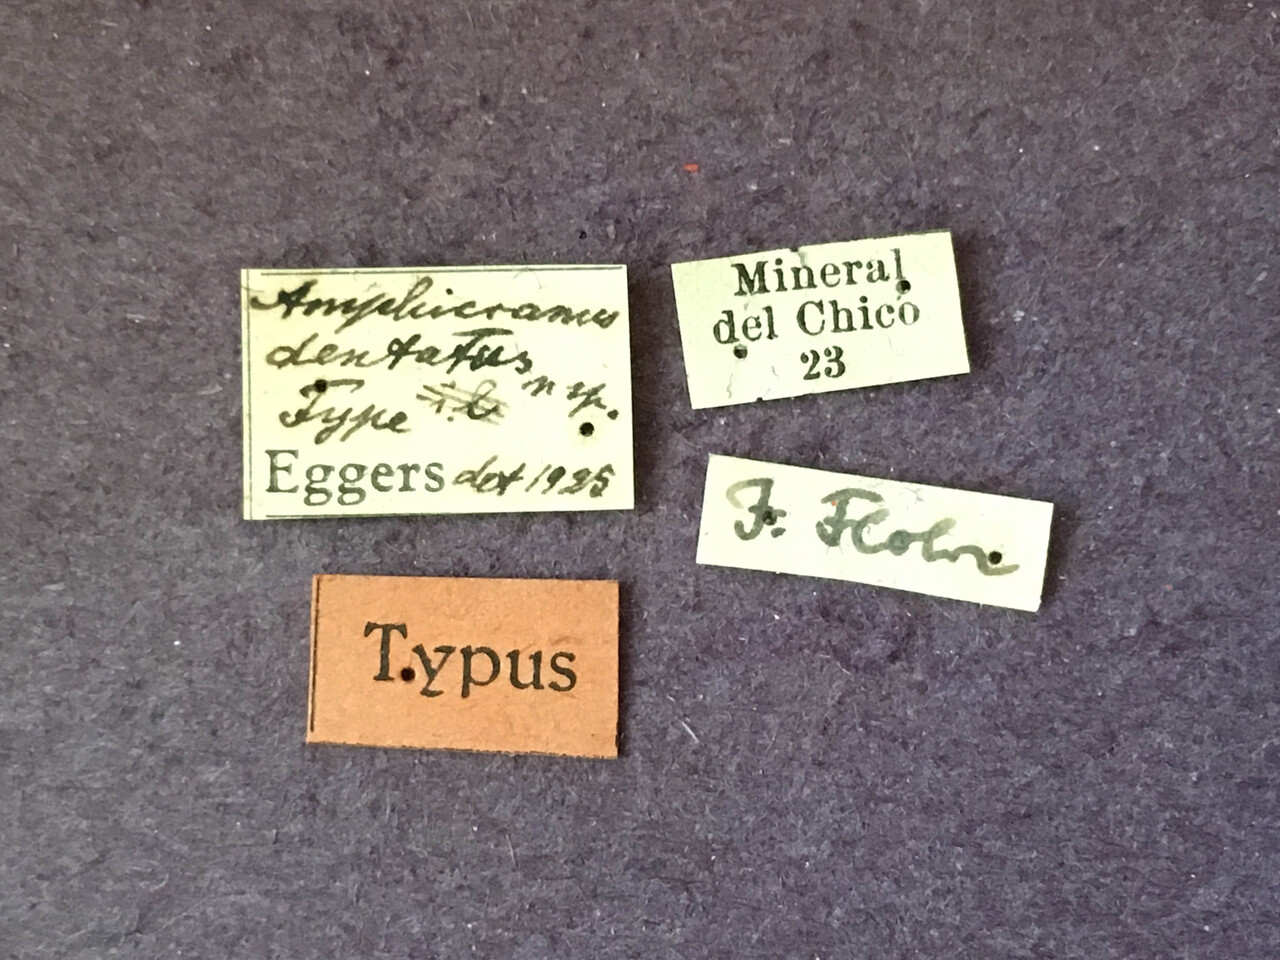 Amphicranus
dentatus
n sp.
Type
Eggers det 1925
Mineral
del Chico
23
F. Flohr
Typus